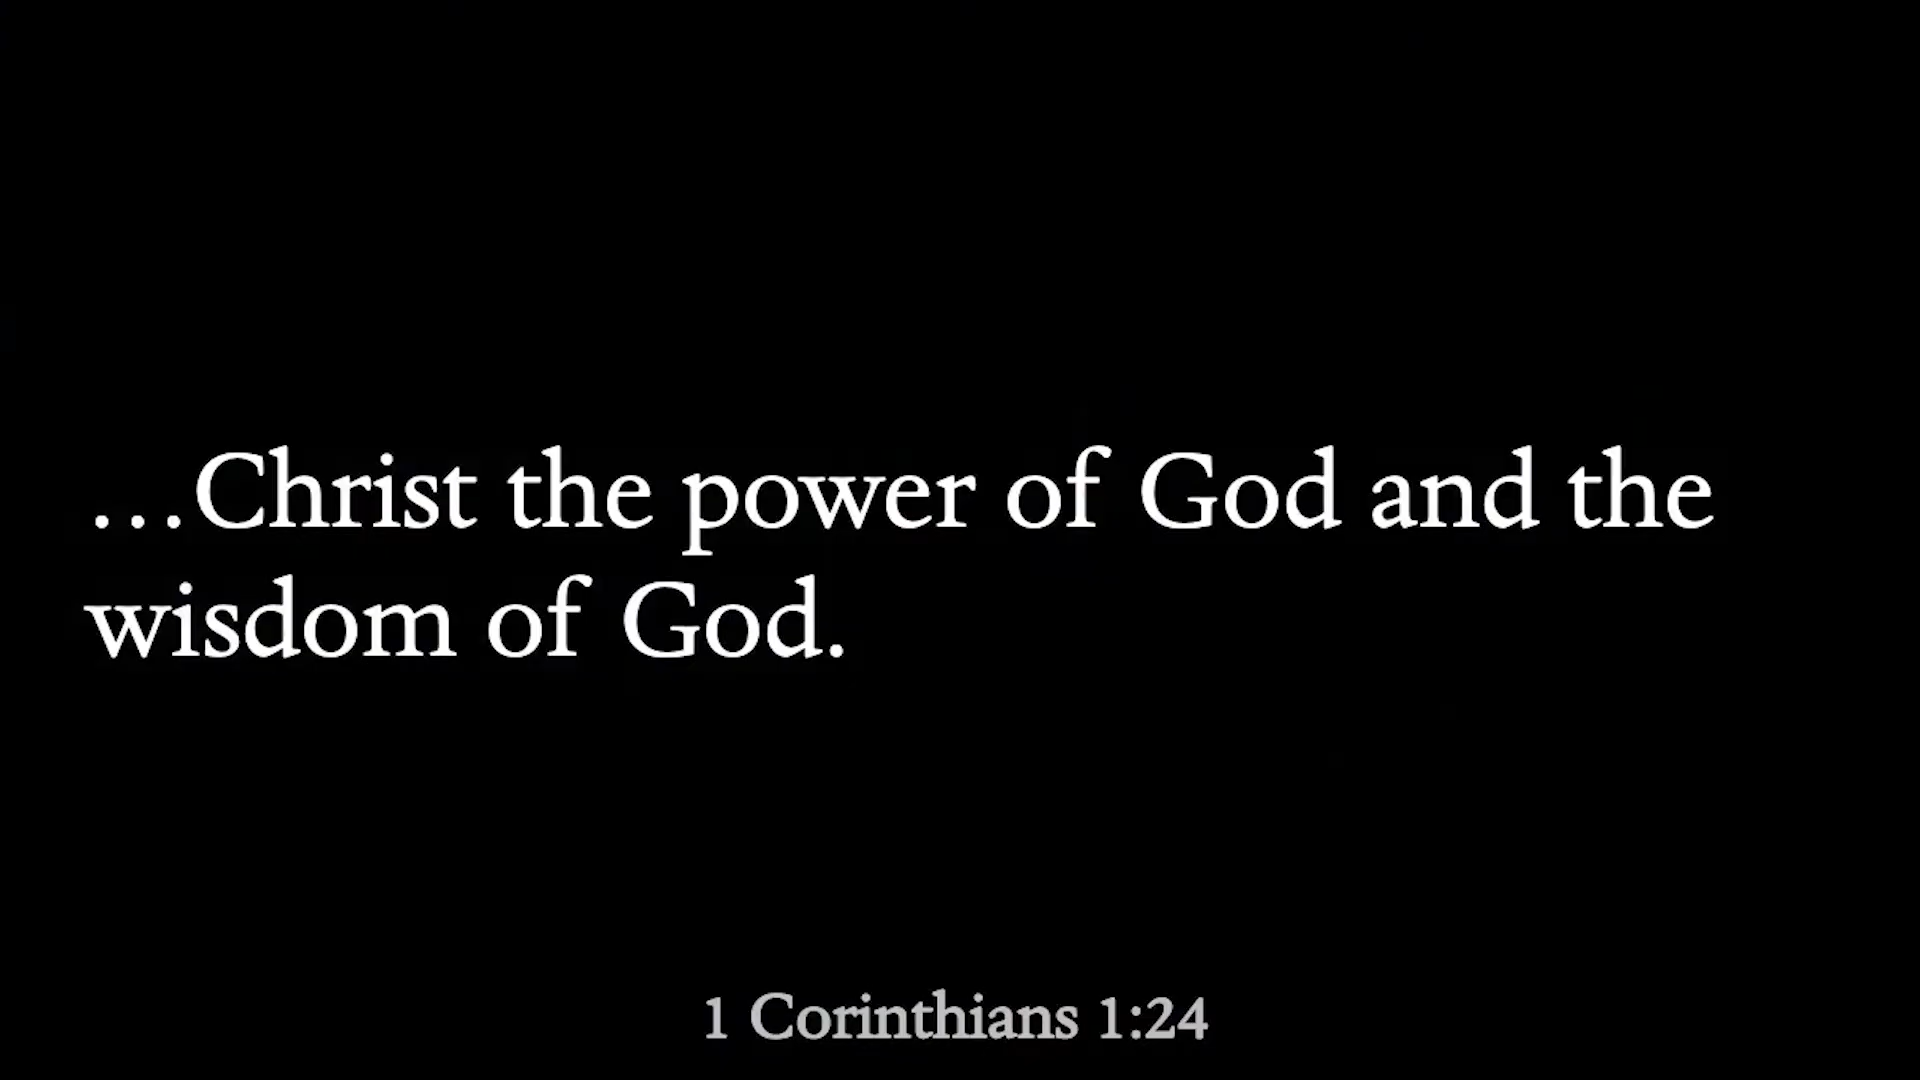 …Christ the power of God and the
wisdom of God.
1 Corinthians 1:24